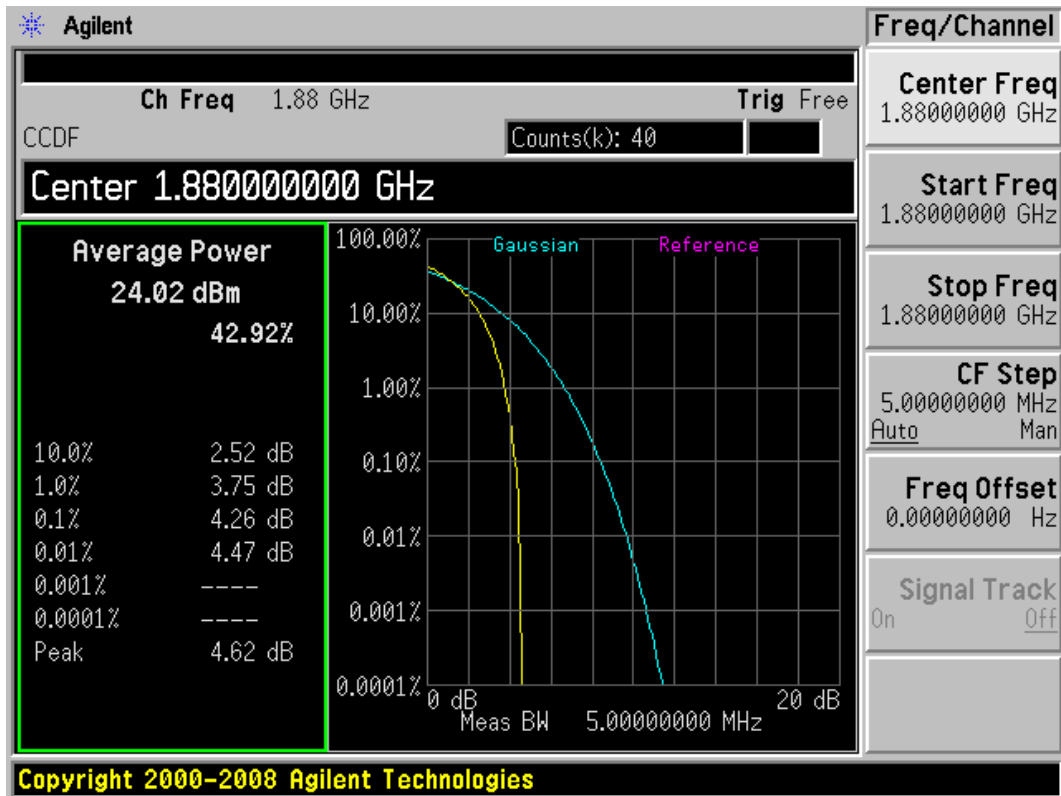 Agilent
Freq/Channel
Ch Freq 1.88 GHz
Trig Free
CCDF
Counts(k): 40
Center 1.880000000 GHz
Average Power
24.02 dBm
42.92%
10.0% 2.52 dB
1.0% 3.75 dB
0.1% 4.26 dB
0.01% 4.47 dB
0.001% ----
0.0001% ----
Peak 4.62 dB
Gaussian
Reference
100.00%
10.00%
1.00%
0.10%
0.01%
0.001%
0.0001%
0 dB
20 dB
Meas BW 5.00000000 MHz
Center Freq
1.88000000 GHz
Start Freq
1.88000000 GHz
Stop Freq
1.88000000 GHz
CF Step
5.00000000 MHz
Auto Man
Freq Offset
0.00000000 Hz
Signal Track
On Off
Copyright 2000-2008 Agilent Technologies